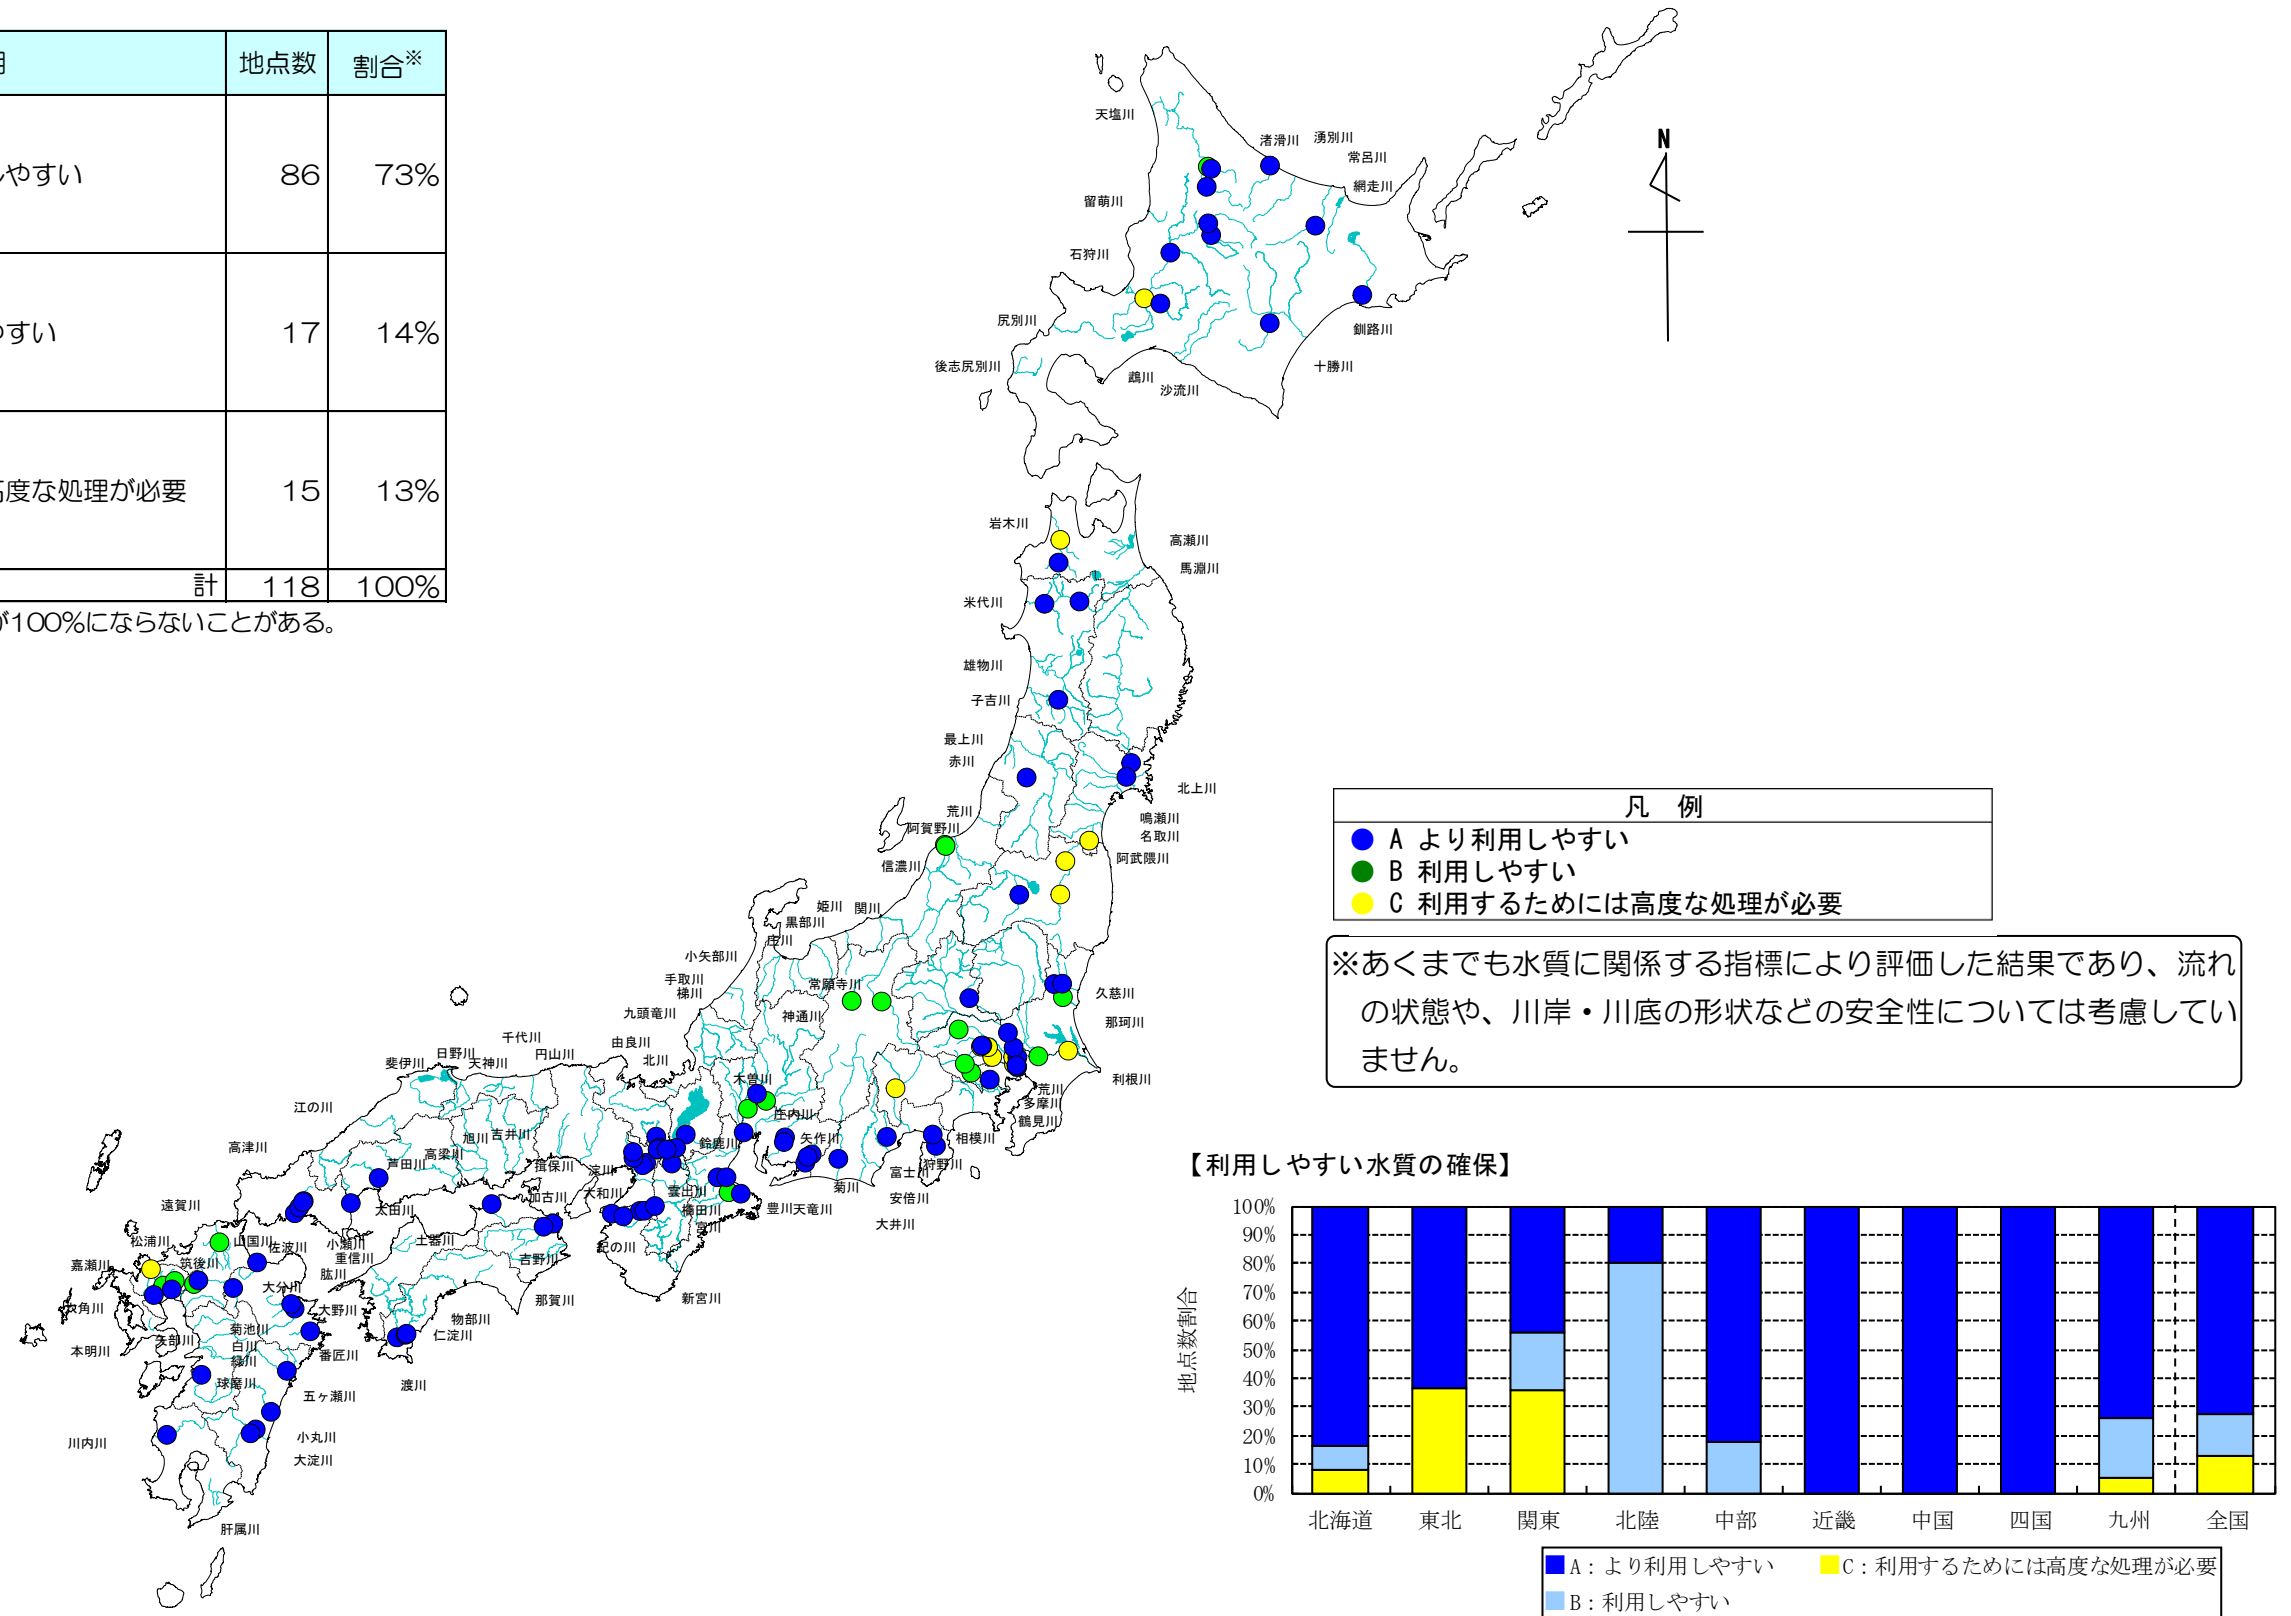 明 地点数 割合※
しやすい 86 73%
やすい 17 14%
高度な処理が必要 15 13%
計 118 100%
が100%にならないことがある。
天塩川
渚滑川
湧別川
常呂川
網走川
留萌川
石狩川
尻別川
後志尻別川
鵡川
沙流川
十勝川
釧路川
N
岩木川
高瀬川
馬淵川
米代川
雄物川
子吉川
最上川
赤川
北上川
鳴瀬川
名取川
阿武隈川
荒川
阿賀野川
信濃川
姫川
関川
黒部川
庄川
小矢部川
手取川
梯川
常願寺川
神通川
九頭竜川
久慈川
那珂川
利根川
荒川
多摩川
鶴見川
相模川
富士川
狩野川
安倍川
大井川
菊川
天竜川
豊川
矢作川
庄内川
木曽川
鈴鹿川
雲出川
櫛田川
宮川
由良川
北川
円山川
千代川
天神川
日野川
斐伊川
江の川
高津川
旭川
吉井川
高梁川
芦田川
揖保川
加古川
淀川
大和川
紀の川
新宮川
太田川
小瀬川
佐波川
土器川
重信川
肱川
吉野川
那賀川
物部川
仁淀川
渡川
遠賀川
松浦川
山国川
嘉瀬川
筑後川
六角川
本明川
矢部川
菊池川
白川
緑川
球磨川
大分川
大野川
番匠川
五ヶ瀬川
小丸川
大淀川
川内川
肝属川
凡 例
A より利用しやすい
B 利用しやすい
C 利用するためには高度な処理が必要
※あくまでも水質に関係する指標により評価した結果であり、流れ
の状態や、川岸・川底の形状などの安全性については考慮してい
ません。
【利用しやすい水質の確保】
地点数割合
100%
90%
80%
70%
60%
50%
40%
30%
20%
10%
0%
北海道 東北 関東 北陸 中部 近畿 中国 四国 九州 全国
A：より利用しやすい C：利用するためには高度な処理が必要
B：利用しやすい